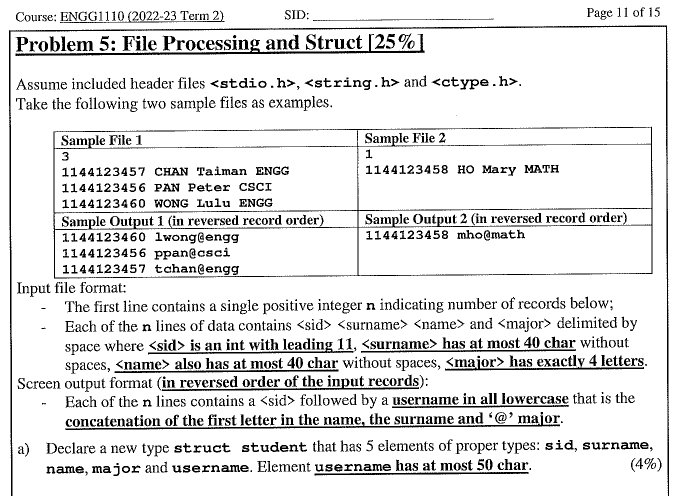 Course: ENGG1110 (2022-23 Term 2) SID: ______________________ Page 11 of 15
Problem 5: File Processing and Struct [25%]
Assume included header files <stdio.h>, <string.h> and <ctype.h>.
Take the following two sample files as examples.
Sample File 1
3
1144123457 CHAN Taiman ENGG
1144123456 PAN Peter CSCI
1144123460 WONG Lulu ENGG
Sample File 2
1
1144123458 HO Mary MATH
Sample Output 1 (in reversed record order)
1144123460 lwong@engg
1144123456 ppan@csci
1144123457 tchan@engg
Sample Output 2 (in reversed record order)
1144123458 mho@math
Input file format:
- The first line contains a single positive integer n indicating number of records below;
- Each of the n lines of data contains <sid> <surname> <name> and <major> delimited by
space where <sid> is an int with leading 11, <surname> has at most 40 char without
spaces, <name> also has at most 40 char without spaces, <major> has exactly 4 letters.
Screen output format (in reversed order of the input records):
- Each of the n lines contains a <sid> followed by a username in all lowercase that is the
concatenation of the first letter in the name, the surname and ‘@’ major.
a) Declare a new type struct student that has 5 elements of proper types: sid, surname,
name, major and username. Element username has at most 50 char. (4%)